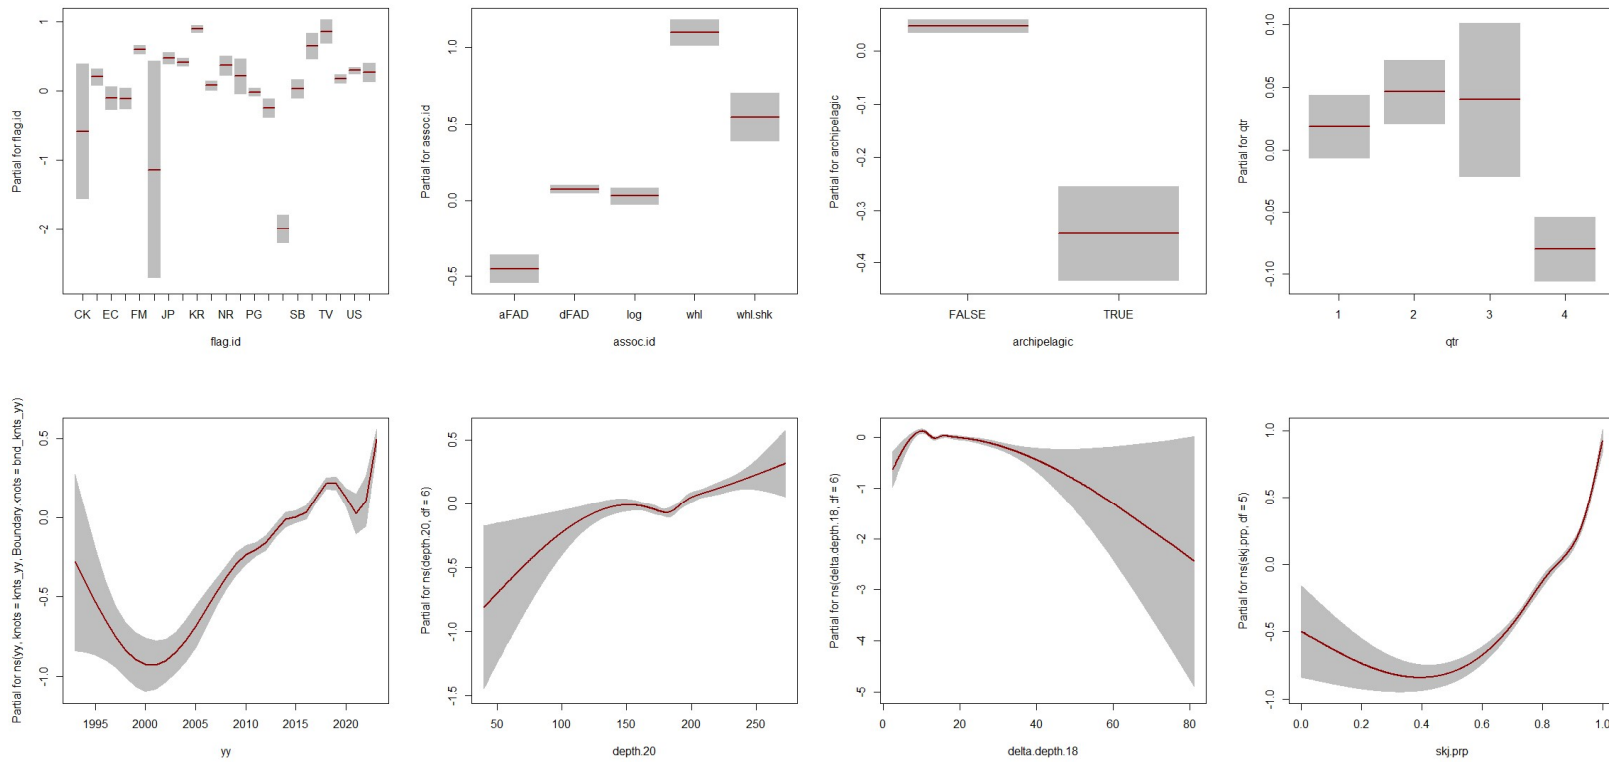 Partial for flag.id
1
0
-1
-2
CK EC FM JP KR NR PG SB TV US
flag.id
Partial for assoc.id
1.0
0.5
0.0
-0.5
aFAD dFAD log whl whl.shk
assoc.id
Partial for archipelagic
0.0
-0.1
-0.2
-0.3
-0.4
FALSE TRUE
archipelagic
Partial for qtr
0.10
0.05
0.00
-0.05
-0.10
1 2 3 4
qtr
Partial for ns(yy, knots = knts_yy, Boundary.knots = bnd_knts_yy)
0.5
0.0
-0.5
-1.0
1995 2000 2005 2010 2015 2020
yy
Partial for ns(depth.20, df = 6)
0.5
0.0
-0.5
-1.0
-1.5
50 100 150 200 250
depth.20
Partial for ns(delta.depth.18, df = 6)
0
-1
-2
-3
-4
-5
0 20 40 60 80
delta.depth.18
Partial for ns(skj.prp, df = 5)
1.0
0.5
0.0
-0.5
-1.0
0.0 0.2 0.4 0.6 0.8 1.0
skj.prp